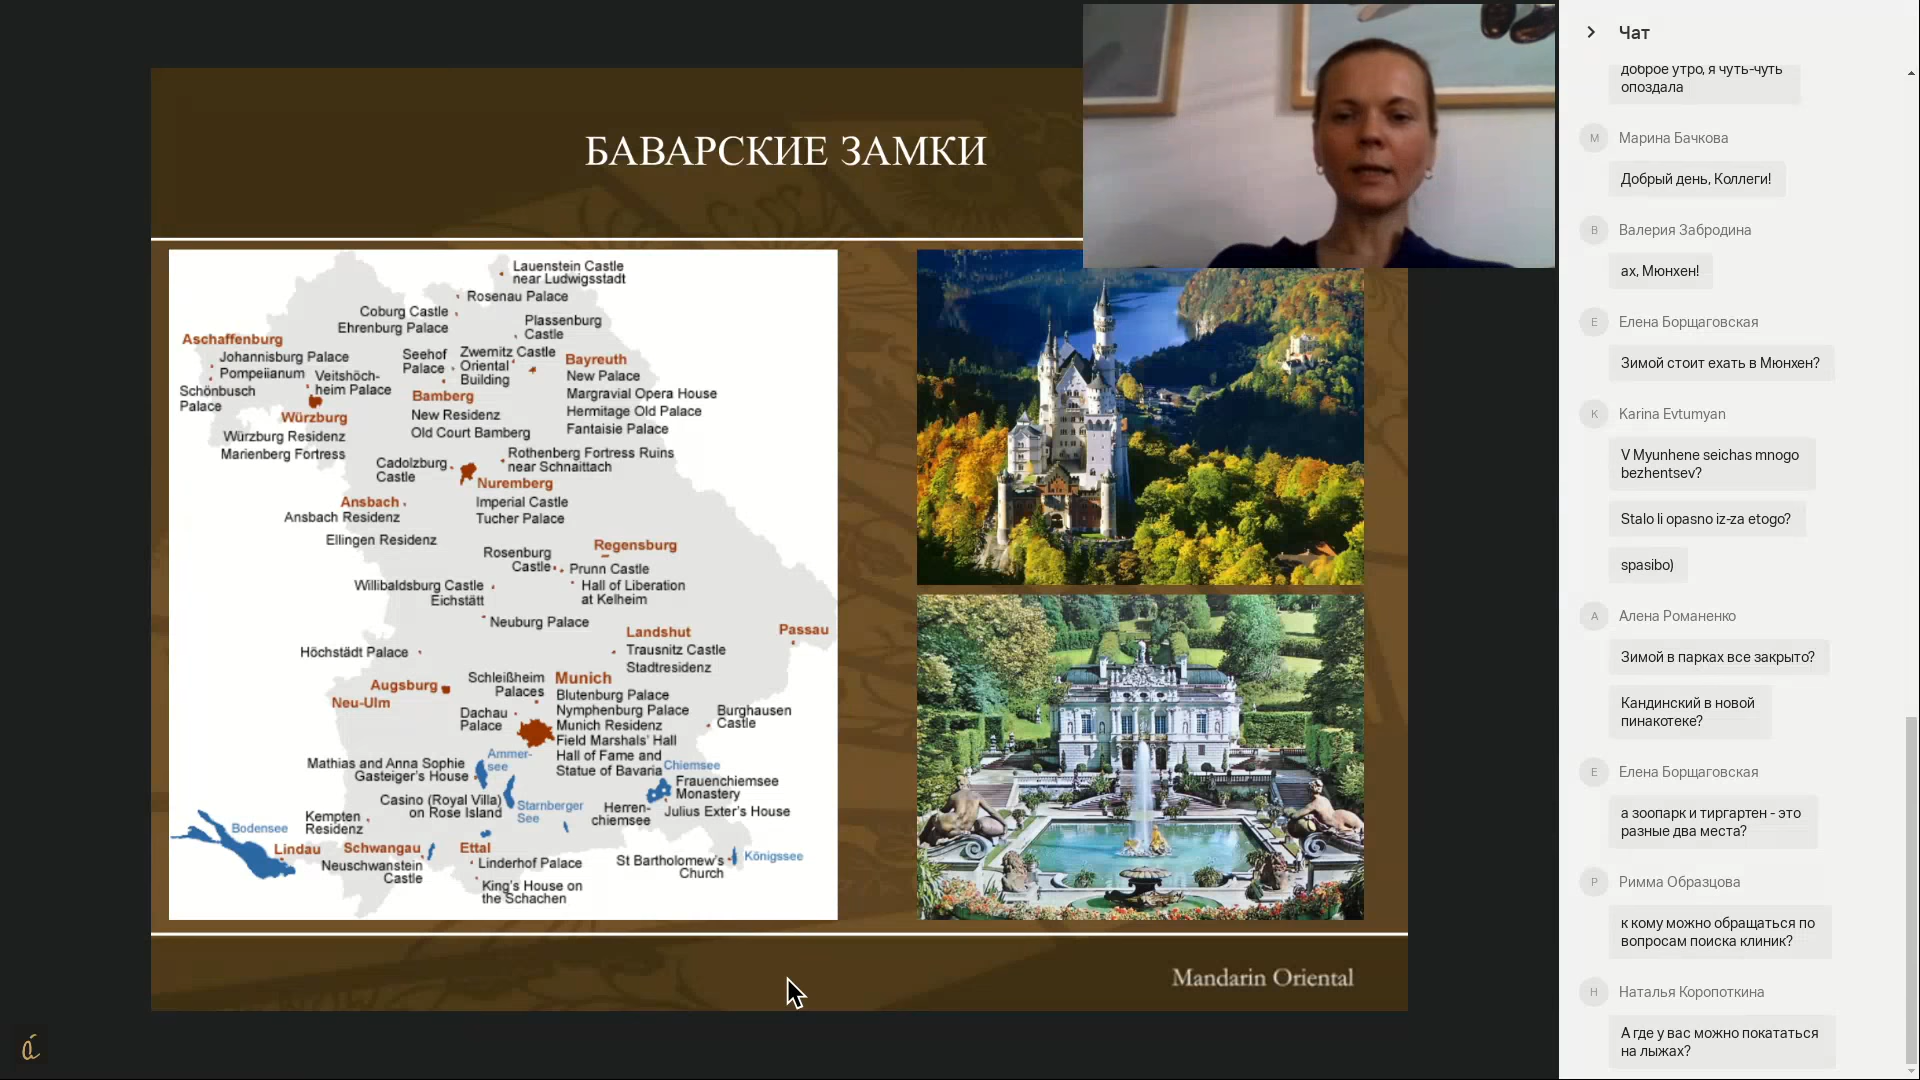 БАВАРСКИЕ ЗАМКИ
Lauenstein Castle
near Ludwigsstadt
Rosenau Palace
Coburg Castle
Ehrenburg Palace
Plassenburg
Castle
Aschaffenburg
Johannisburg Palace
Pompeiianum
Schönbusch
Palace
Veitshöch-
heim Palace
Seehof
Palace
Zwernitz Castle
Oriental
Building
Bayreuth
New Palace
Margravial Opera House
Hermitage Old Palace
Fantaisie Palace
Bamberg
New Residenz
Old Court Bamberg
Würzburg
Würzburg Residenz
Marienberg Fortress
Cadolzburg
Castle
Rothenberg Fortress Ruins
near Schnaittach
Nuremberg
Imperial Castle
Tucher Palace
Ansbach
Ansbach Residenz
Ellingen Residenz
Regensburg
Rosenburg
Castle
Prunn Castle
Hall of Liberation
at Kelheim
Willibaldsburg Castle
Eichstätt
Neuburg Palace
Landshut
Trausnitz Castle
Stadtresidenz
Passau
Höchstädt Palace
Augsburg
Neu-Ulm
Schleißheim
Palaces
Dachau
Palace
Munich
Blutenburg Palace
Nymphenburg Palace
Munich Residenz
Field Marshals' Hall
Hall of Fame and
Statue of Bavaria
Burghausen
Castle
Ammer-
see
Mathias and Anna Sophie
Gasteiger's House
Casino (Royal Villa)
on Rose Island
Starnberger
See
Chiemsee
Frauenchiemsee
Monastery
Herren-
chiemsee
Julius Exter's House
Kempten
Residenz
Bodensee
Lindau
Schwangau
Neuschwanstein
Castle
Ettal
Linderhof Palace
King's House on
the Schachen
St Bartholomew's
Church
Königssee
Mandarin Oriental
á
Чат
доброе утро, я чуть-чуть
опоздала
М
Марина Бачкова
Добрый день, Коллеги!
В
Валерия Забродина
ах, Мюнхен!
Е
Елена Борщаговская
Зимой стоит ехать в Мюнхен?
K
Karina Evtumyan
V Myunhene seichas mnogo
bezhentsev?
Stalo li opasno iz-za etogo?
spasibo)
А
Алена Романенко
Зимой в парках все закрыто?
Кандинский в новой
пинакотеке?
Е
Елена Борщаговская
а зоопарк и тиргартен - это
разные два места?
Р
Римма Образцова
к кому можно обращаться по
вопросам поиска клиник?
Н
Наталья Коропоткина
А где у вас можно покататься
на лыжах?